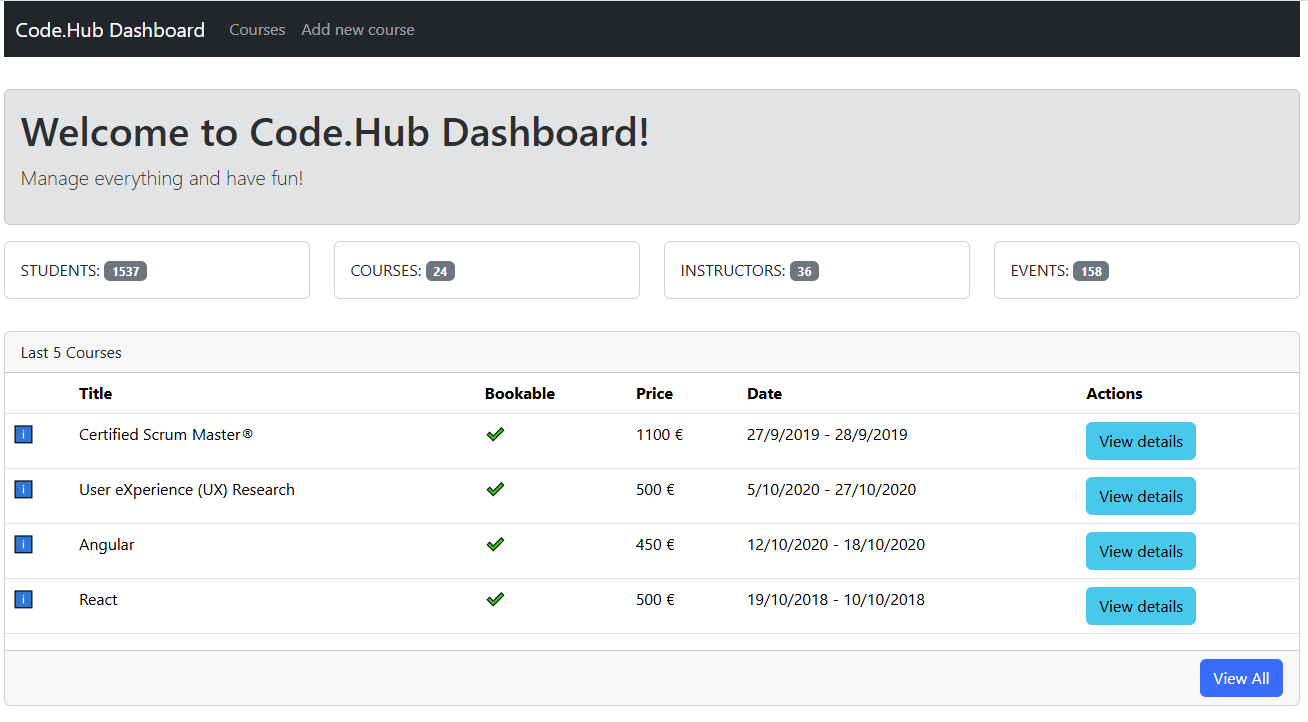 Code.Hub Dashboard Courses Add new course
Welcome to Code.Hub Dashboard!
Manage everything and have fun!
STUDENTS: 1537 COURSES: 24 INSTRUCTORS: 36 EVENTS: 158
Last 5 Courses
Title Bookable Price Date Actions
i Certified Scrum Master® 1100 € 27/9/2019 - 28/9/2019 View details
i User eXperience (UX) Research 500 € 5/10/2020 - 27/10/2020 View details
i Angular 450 € 12/10/2020 - 18/10/2020 View details
i React 500 € 19/10/2018 - 10/10/2018 View details
View All